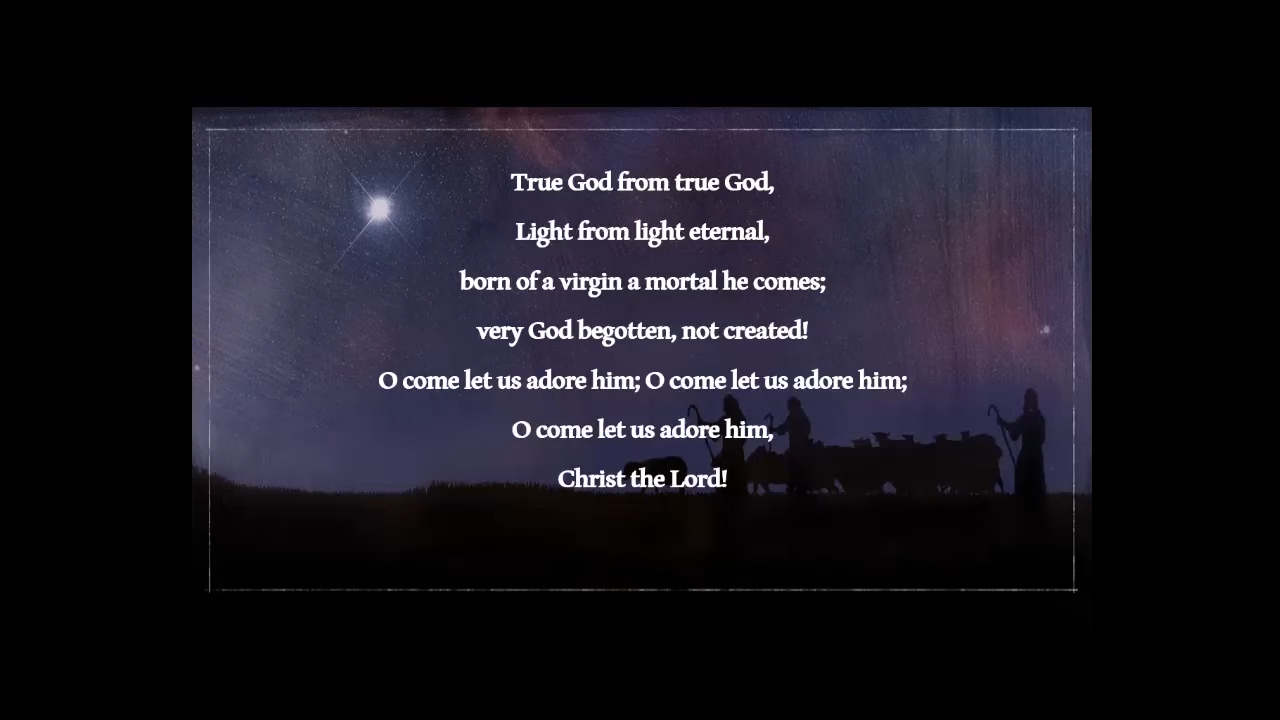 True God from true God,
Light from light eternal,
born of a virgin a mortal he comes;
very God begotten, not created!
O come let us adore him; O come let us adore him;
O come let us adore him,
Christ the Lord!